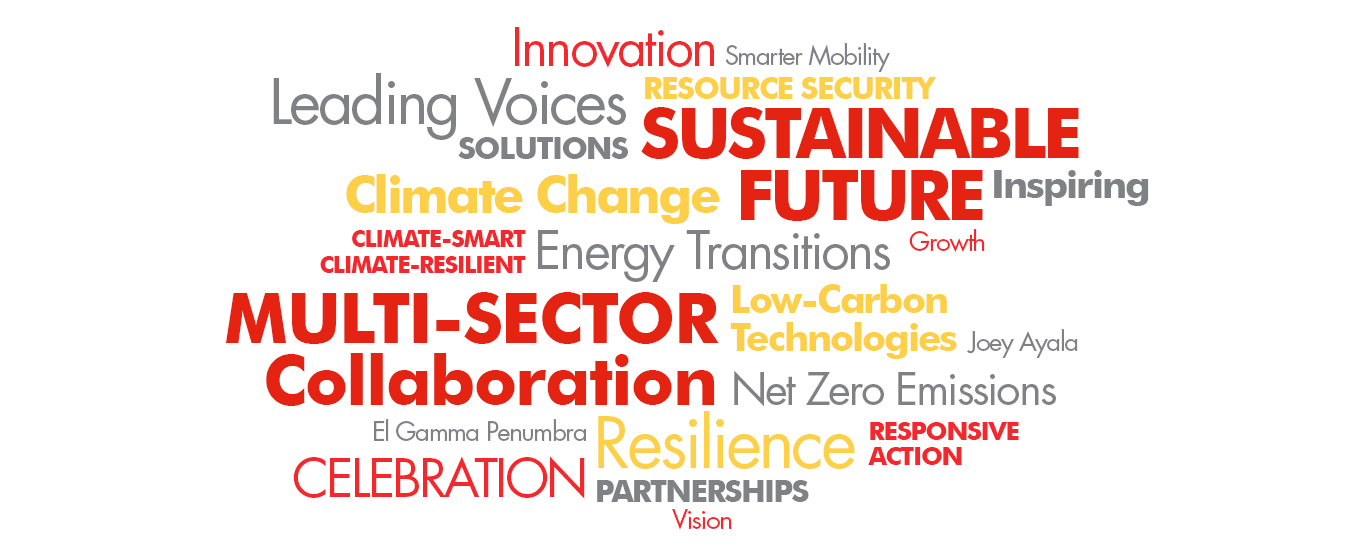 Innovation Smarter Mobility
Leading Voices RESOURCE SECURITY
SOLUTIONS SUSTAINABLE
Climate Change FUTURE Inspiring
CLIMATE-SMART Energy Transitions Growth
CLIMATE-RESILIENT
MULTI-SECTOR Low-Carbon
Technologies Joey Ayala
Collaboration Net Zero Emissions
El Gamma Penumbra Resilience RESPONSIVE
ACTION
CELEBRATION PARTNERSHIPS
Vision